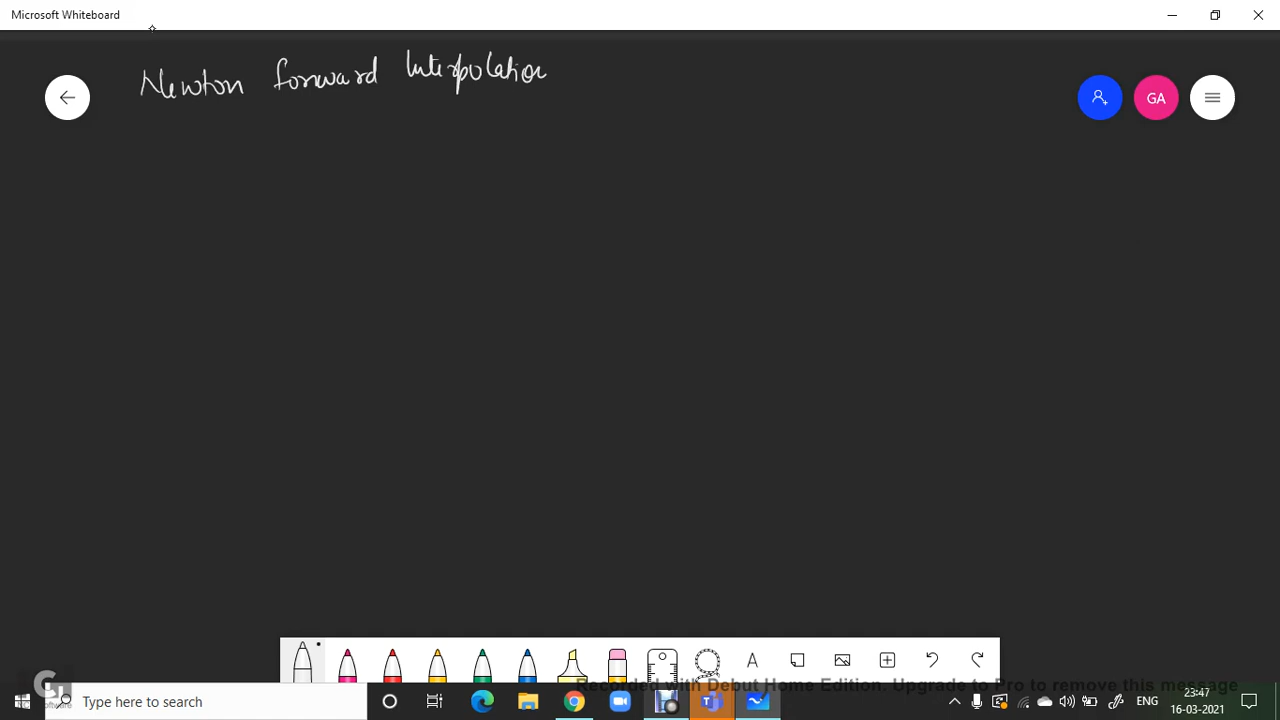 Microsoft Whiteboard
Newton forward Interpolation
GA
A
Recorded with Debut Home Edition. Upgrade to Pro to remove this message
Type here to search
ENG
23:47
16-03-2021